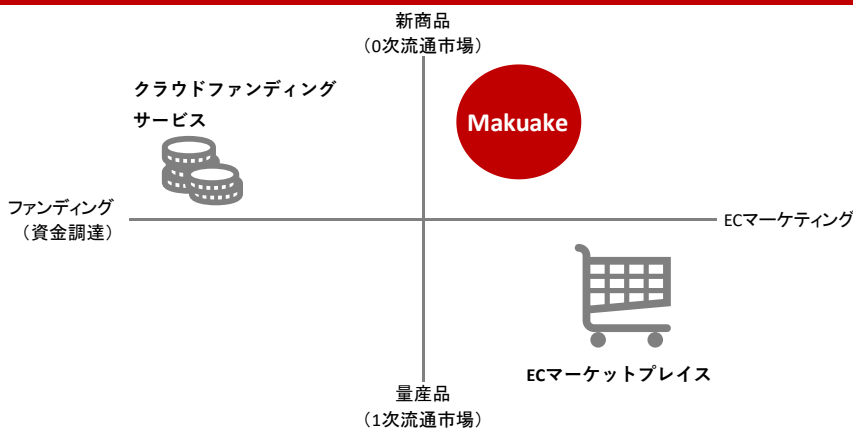 新商品
（0次流通市場）
クラウドファンディング
サービス
Makuake
ファンディング
（資金調達）
ECマーケティング
ECマーケットプレイス
量産品
（1次流通市場）